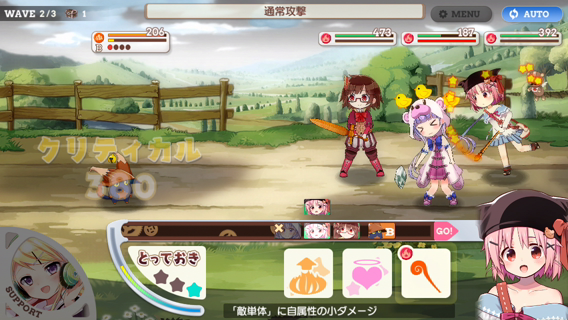 WAVE 2/3 1
通常攻撃
MENU
AUTO
206
B
473
187
392
クリティカル
380
GO!
とっておき
B
SUPPORT
「敵単体」に自属性の小ダメージ